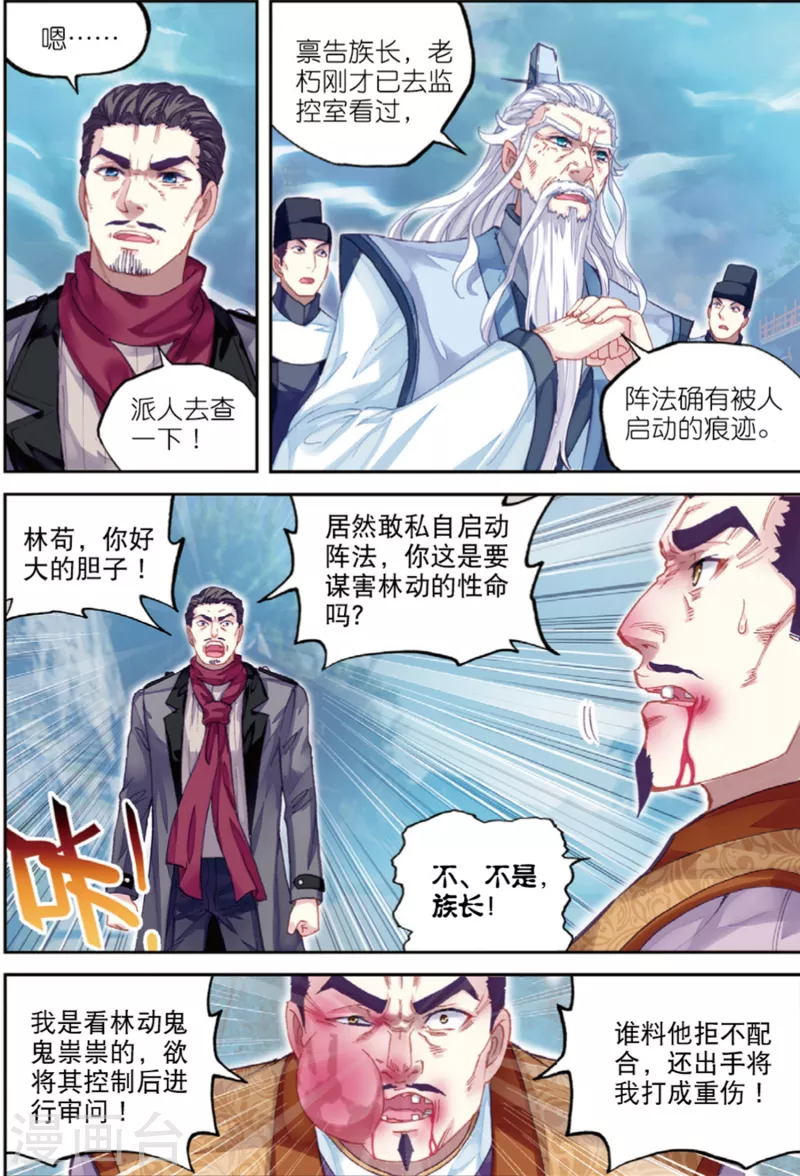 嗯······
派人去查
一下！
禀告族长，老
朽刚才已去监
控室看过，
阵法确有被人
启动的痕迹。
林苟，你好
大的胆子！
居然敢私自启动
阵法，你这是要
谋害林动的性命
吗？
咔！
不、不是，
族长！
我是看林动鬼
鬼祟祟的，欲
将其控制后进
行审问！
谁料他拒不配
合，还出手将
我打成重伤！
漫画台